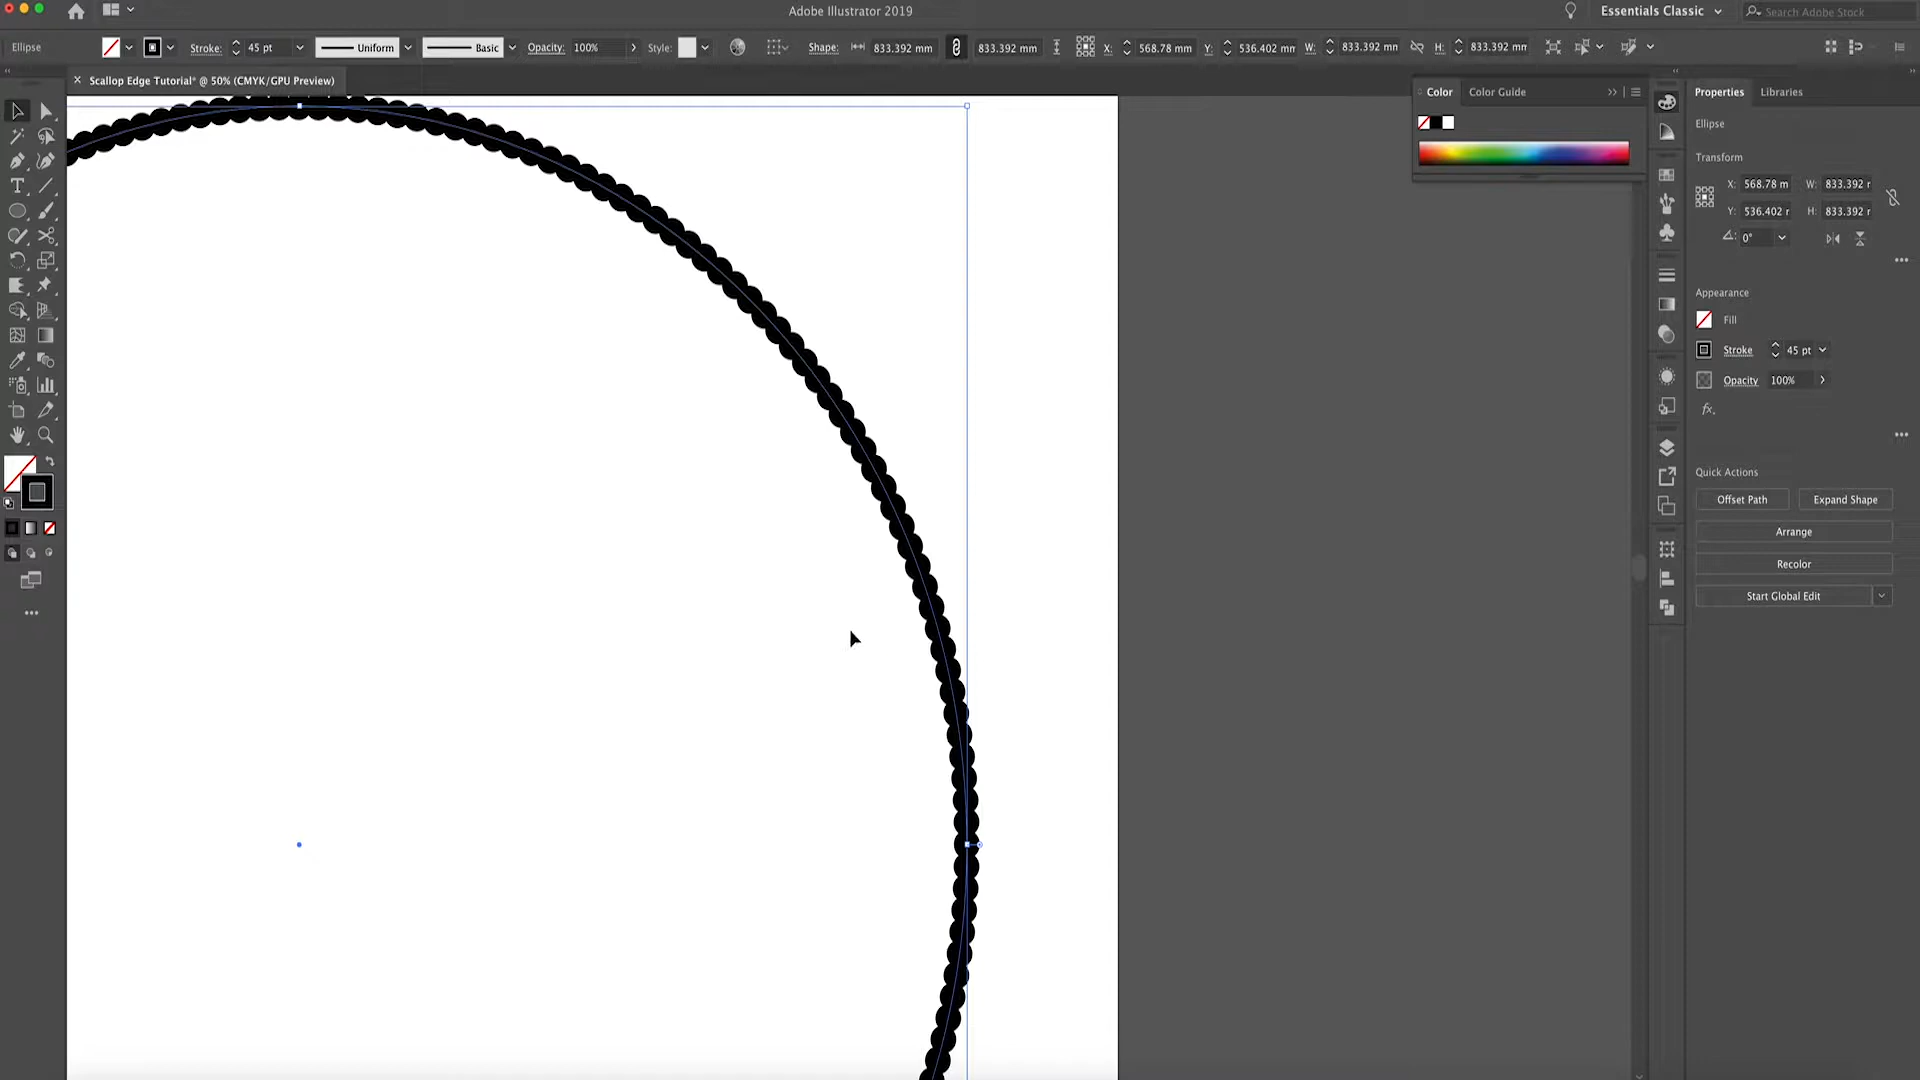 Adobe Illustrator 2019
Essentials Classic
Search Adobe Stock
Ellipse
Stroke: 45 pt
Uniform
Basic
Opacity: 100%
Style:
Shape: 833.392 mm 833.392 mm
X: 568.78 mm
Y: 536.402 mm
W: 833.392 mm
H: 833.392 mm
× Scallop Edge Tutorial* @ 50% (CMYK/GPU Preview)
Color
Color Guide
Properties
Libraries
Ellipse
Transform
X: 568.78 m W: 833.392 r
Y: 536.402 r H: 833.392 r
0°
Appearance
Fill
Stroke 45 pt
Opacity 100%
fx.
Quick Actions
Offset Path
Expand Shape
Arrange
Recolor
Start Global Edit